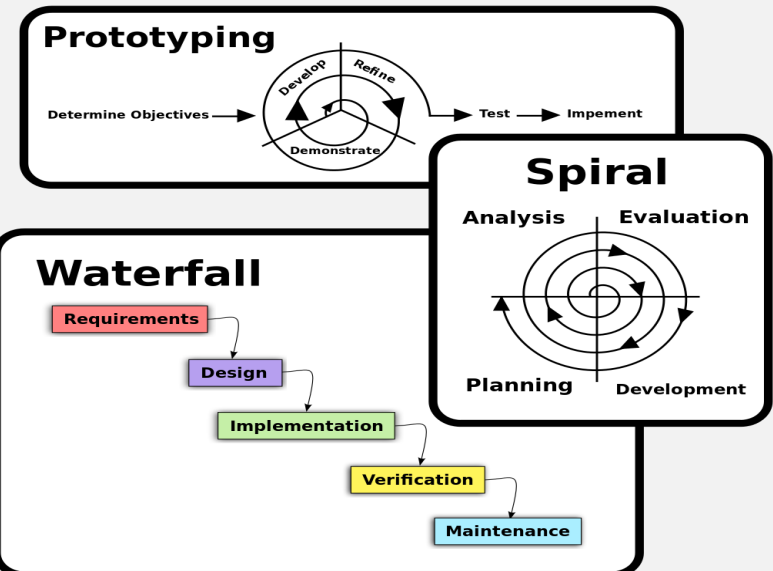 Prototyping
Develop
Refine
Determine Objectives
Test
Impement
Demonstrate
Spiral
Analysis
Evaluation
Planning
Development
Waterfall
Requirements
Design
Implementation
Verification
Maintenance